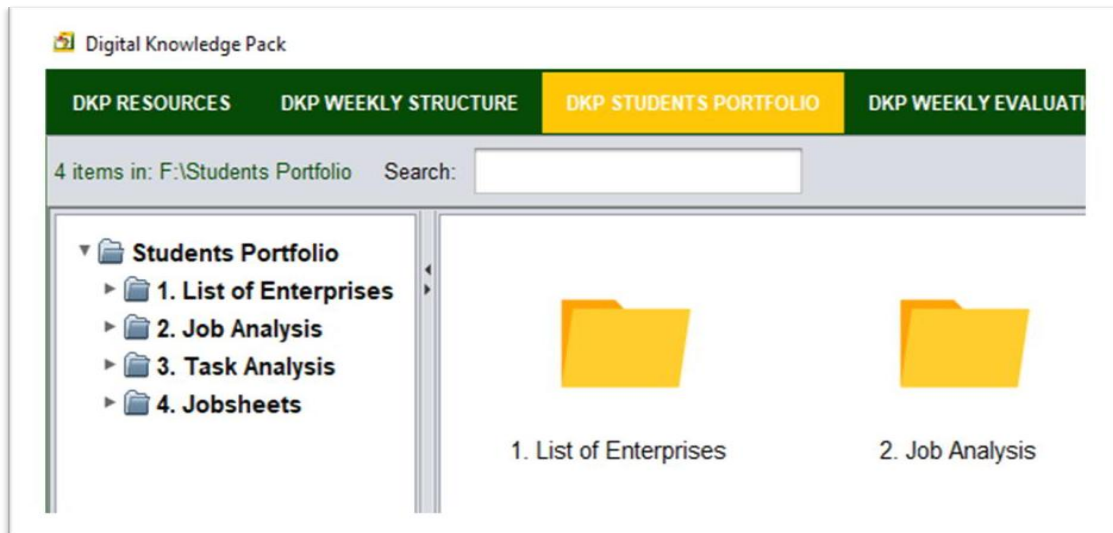 Digital Knowledge Pack
DKP RESOURCES DKP WEEKLY STRUCTURE DKP STUDENTS PORTFOLIO DKP WEEKLY
4 items in: F:\Students Portfolio Search:
Students Portfolio
1. List of Enterprises
2. Job Analysis
3. Task Analysis
4. Jobsheets
1. List of Enterprises 2. Job Analysis